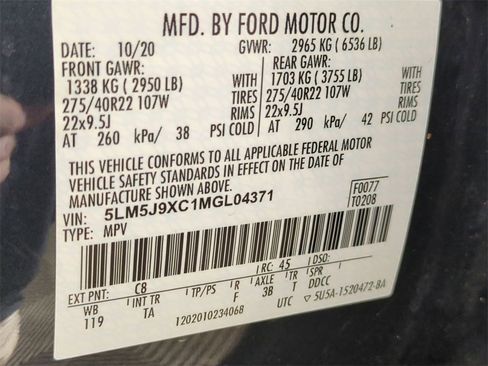 MFD. BY FORD MOTOR CO.
DATE: 10/20 GVWR: 2965 KG ( 6536 LB)
FRONT GAWR: REAR GAWR:
1338 KG ( 2950 LB) WITH 1703 KG ( 3755 LB) WITH
275/40R22 107W TIRES 275/40R22 107W TIRES
22x9.5J RIMS 22x9.5J RIMS
AT 260 kPa/ 38 PSI COLD AT 290 kPa/ 42 PSI COLD
THIS VEHICLE CONFORMS TO ALL APPLICABLE FEDERAL MOTOR
VEHICLE SAFETY STANDARDS IN EFFECT ON THE DATE OF
MANUFACTURE SHOWN ABOVE.
VIN: 5LM5J9XC1MGL04371 F0077
TYPE: MPV T0208
EXT PNT: C8 RC: 45 DSO:
WB INT TR TP/PS R AXLE TR SPR
119 TA F 3B T DDCC
1202010234068 UTC ▽ 5U5A-1520472-BA